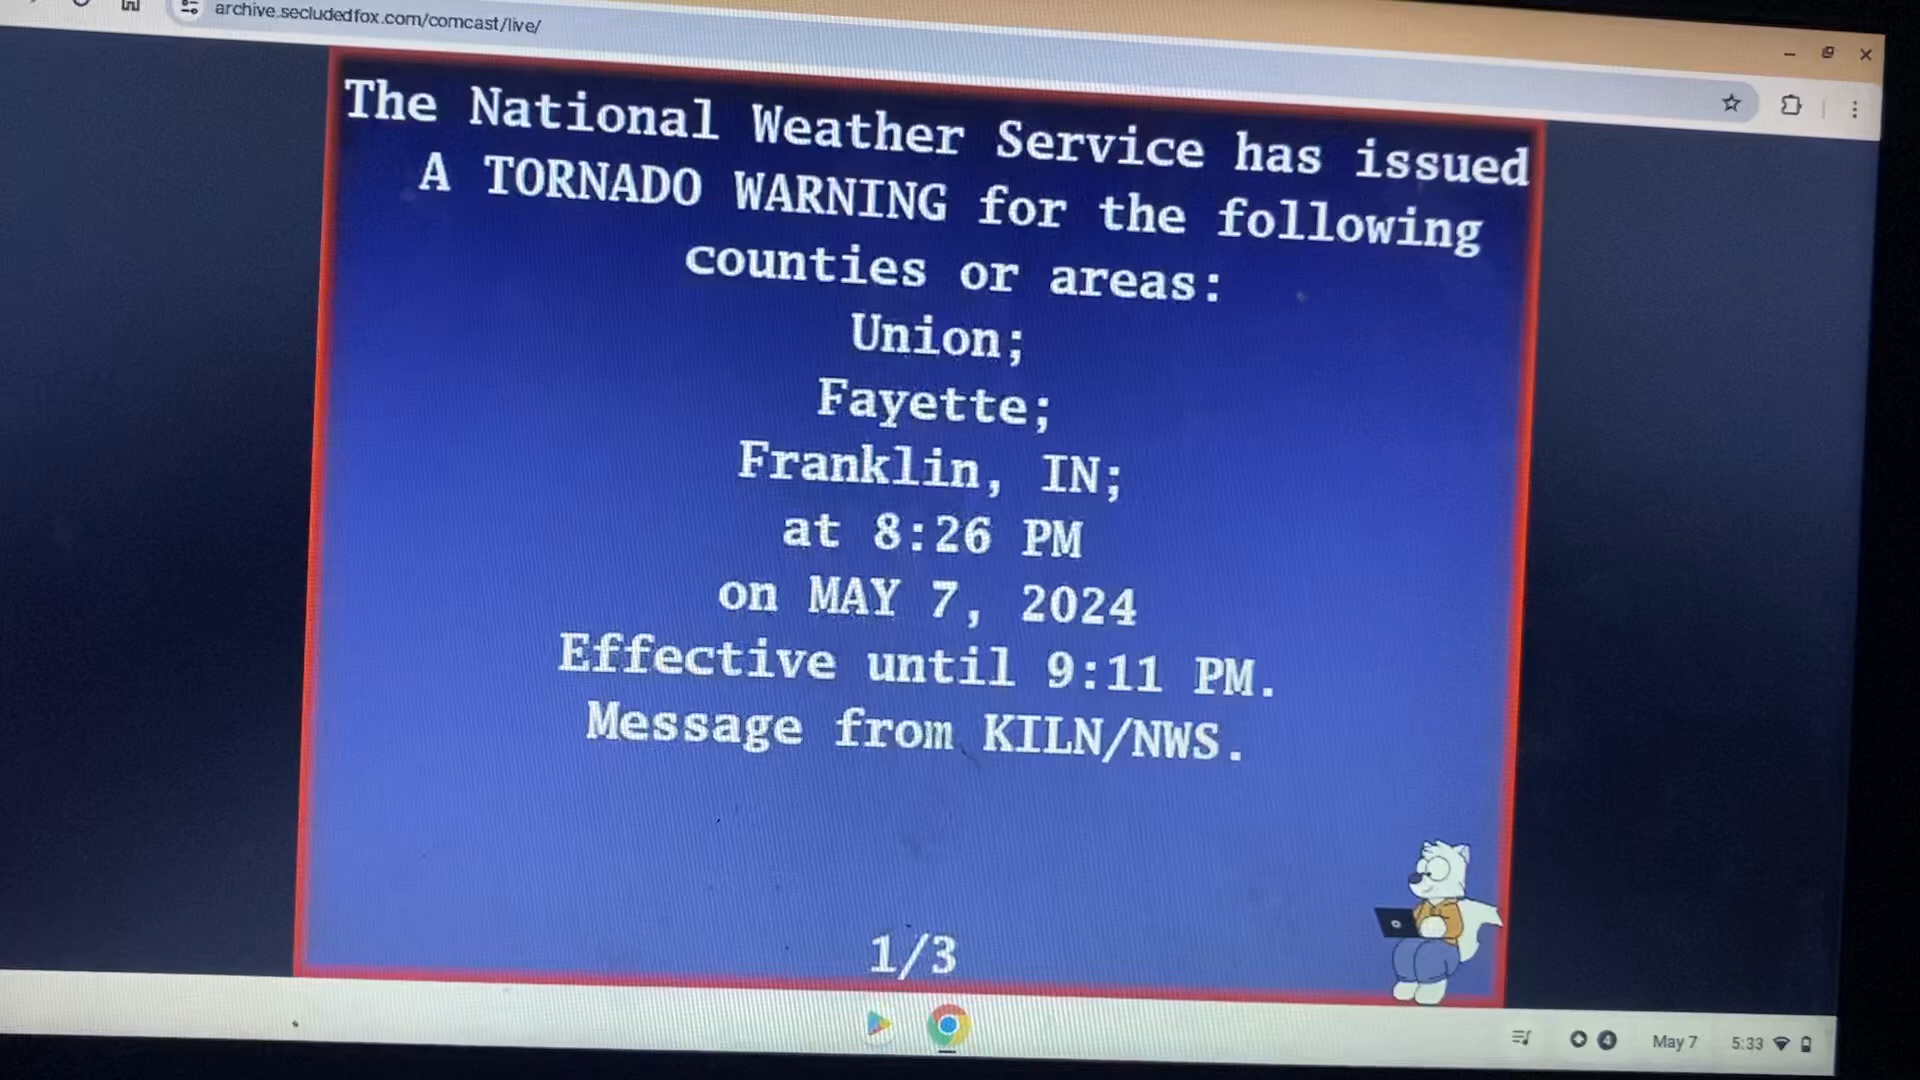 archive.secludedfox.com/comcast/live/
The National Weather Service has issued
A TORNADO WARNING for the following
counties or areas:
Union;
Fayette;
Franklin, IN;
at 8:26 PM
on MAY 7, 2024
Effective until 9:11 PM.
Message from KILN/NWS.
1/3
4
May 7
5:33